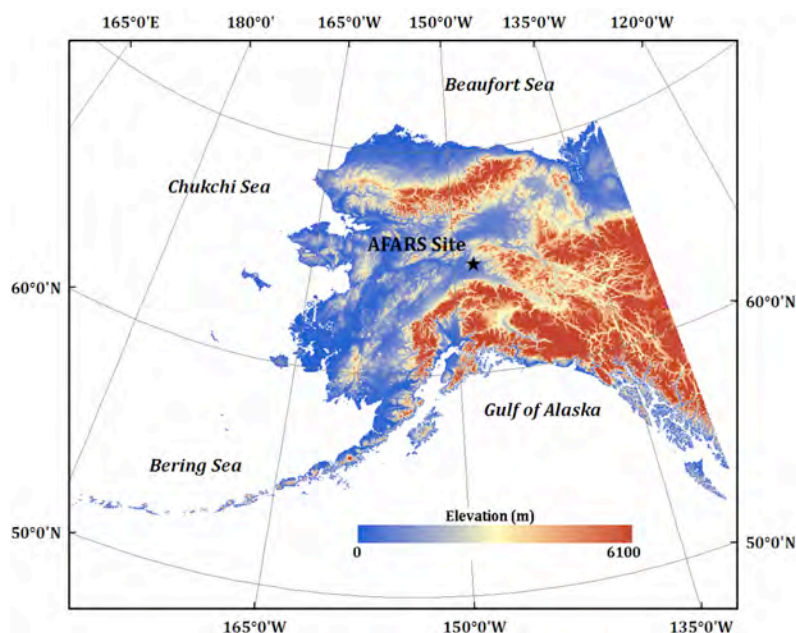 165°0'E 180°0' 165°0'W 150°0'W 135°0'W 120°0'W
Beaufort Sea
Chukchi Sea
AFARS Site
60°0'N
60°0'N
Gulf of Alaska
Bering Sea
Elevation (m)
0 6100
50°0'N
50°0'N
165°0'W 150°0'W 135°0'W